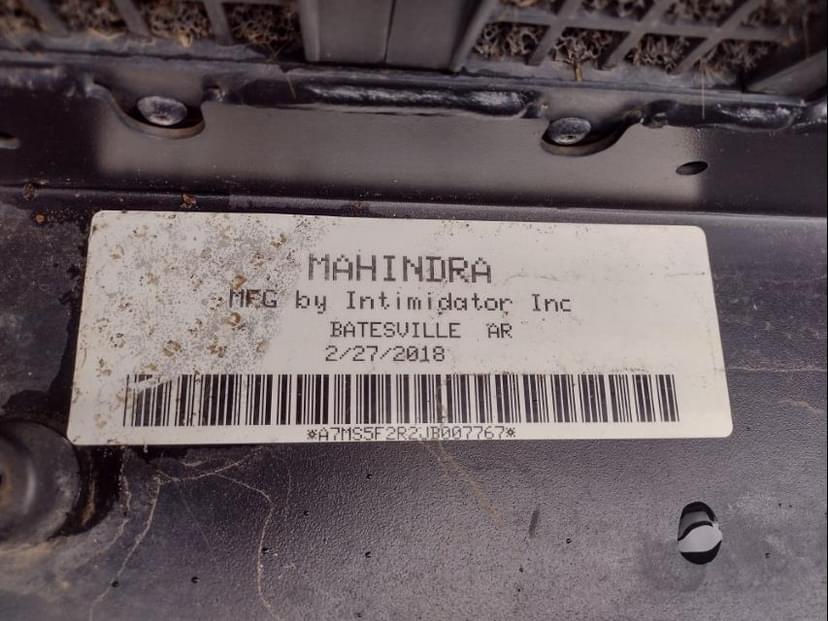 MAHINDRA
MFG by Intimidator Inc
BATESVILLE AR
2/27/2018
*A7MS5F2R2JB007767*